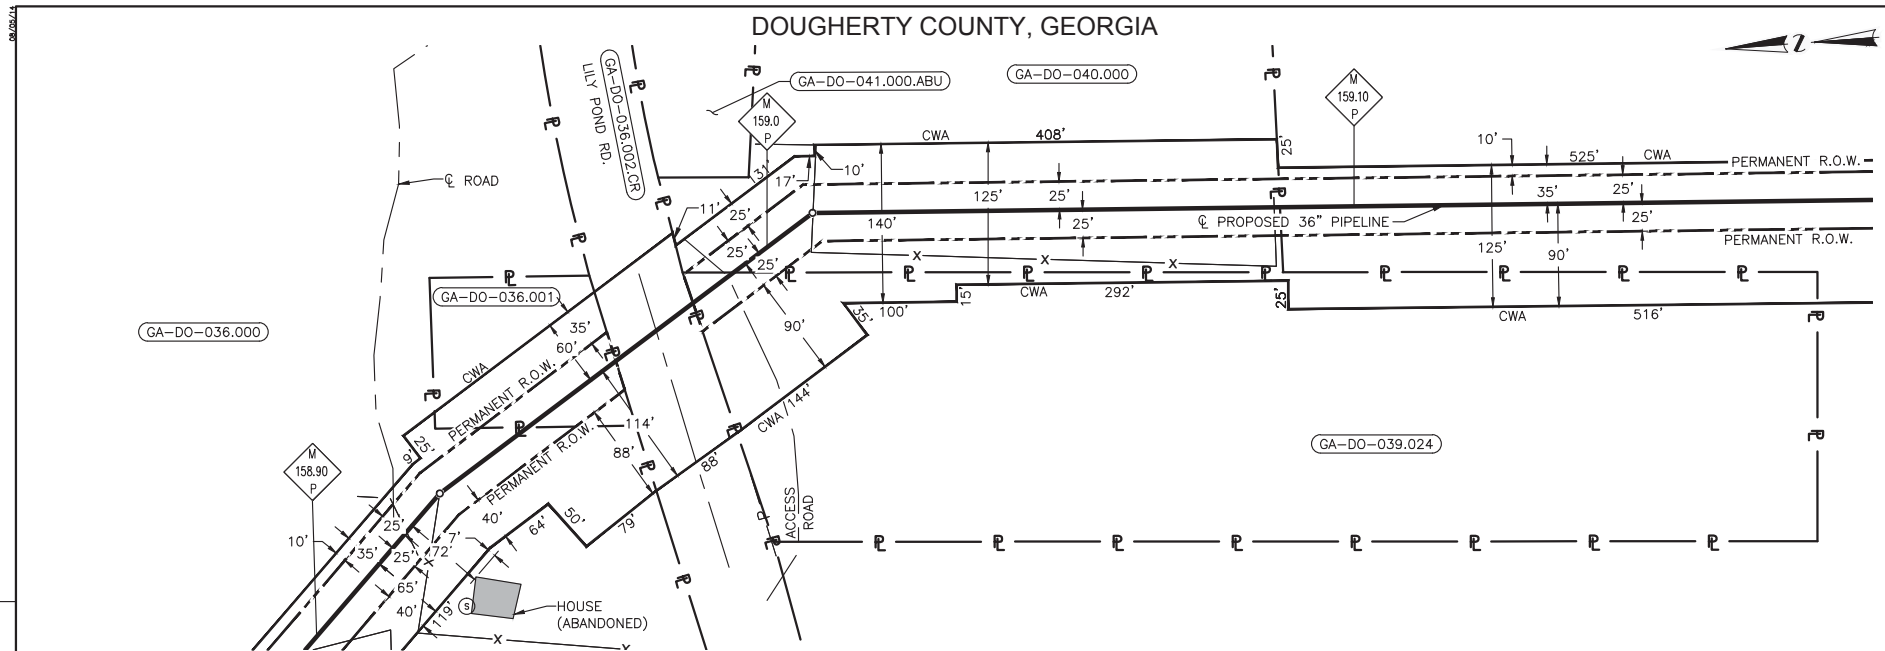 08/05/14
DOUGHERTY COUNTY, GEORGIA
N
GA-DO-041.000.ABU
GA-DO-040.000
GA-DO-036.002.CR
LILY POND RD.
M
159.0
P
M
159.10
P
CWA
408'
25'
10'
525'
CWA
PERMANENT R.O.W.
℄ ROAD
31'
17'
10'
125'
25'
35'
25'
11'
25'
140'
25'
℄ PROPOSED 36" PIPELINE
25'
25'
25'
125'
90'
PERMANENT R.O.W.
X
X
PL
GA-DO-036.001
GA-DO-036.000
15'
CWA
292'
25'
CWA
516'
100'
35'
90'
35'
60'
CWA
PERMANENT R.O.W.
CWA
144'
114'
88'
88'
GA-DO-039.024
M
158.90
P
25'
9'
PERMANENT R.O.W.
40'
64'
50'
79'
ACCESS
ROAD
10'
25'
35'
25'
72'
7'
X
65'
40'
119'
S
HOUSE
(ABANDONED)
X
X